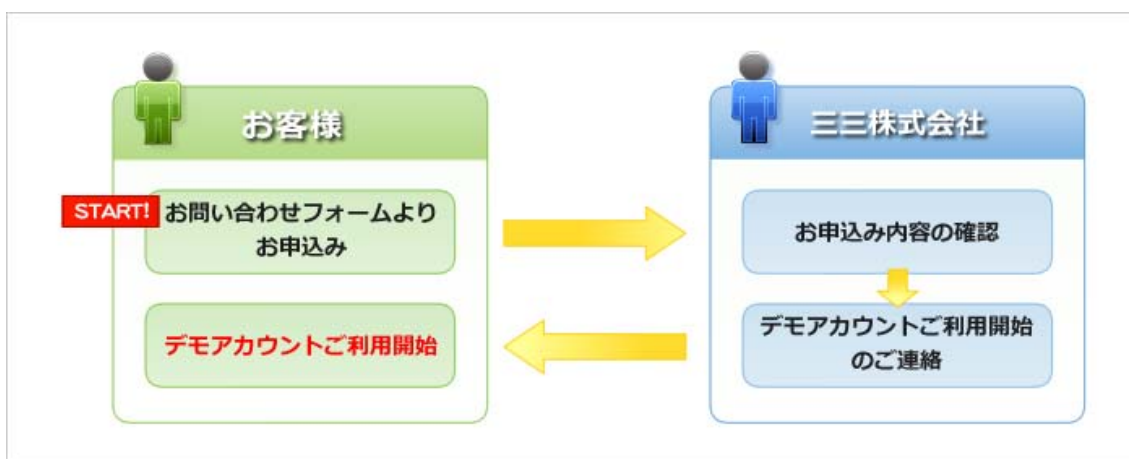 お客様
三三株式会社
START!
お問い合わせフォームより
お申込み
お申込み内容の確認
デモアカウントご利用開始
のご連絡
デモアカウントご利用開始